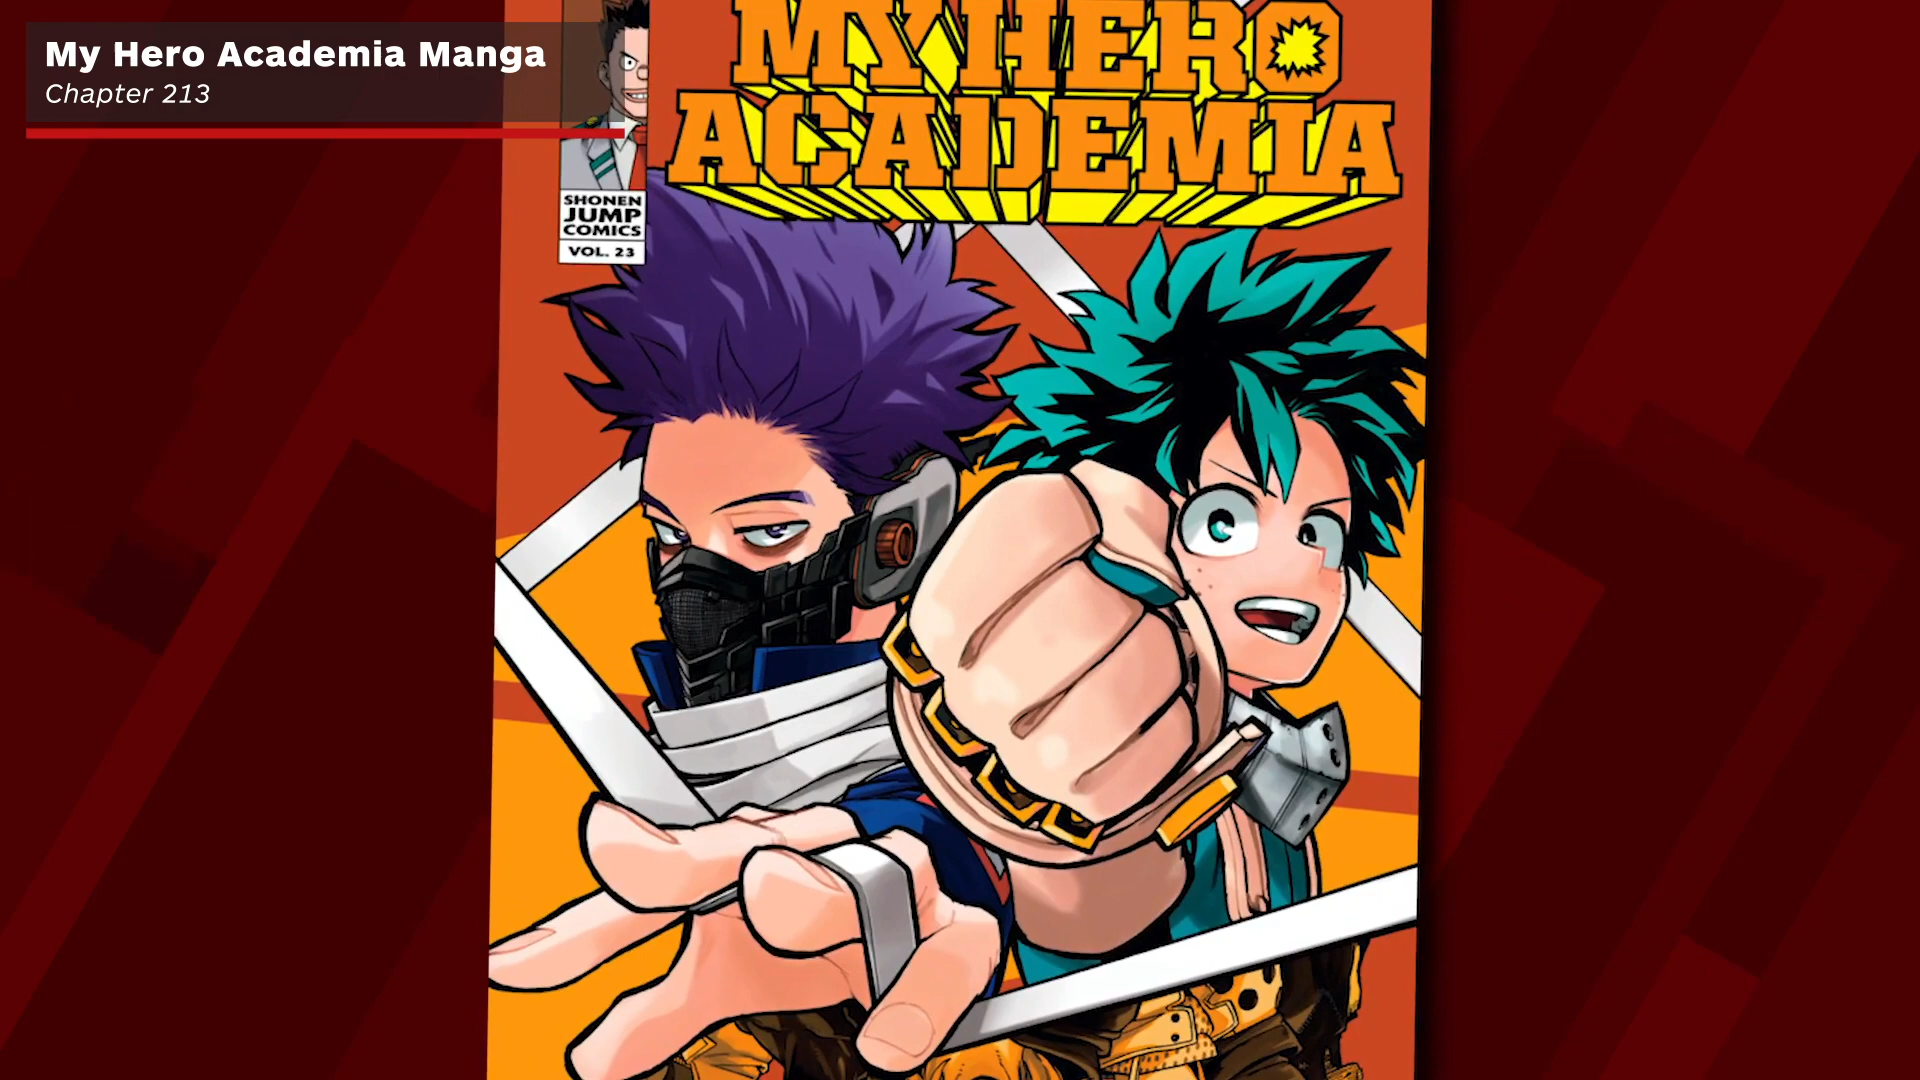 My Hero Academia Manga
Chapter 213
MY HERO
ACADEMIA
SHONEN
JUMP
COMICS
VOL. 23